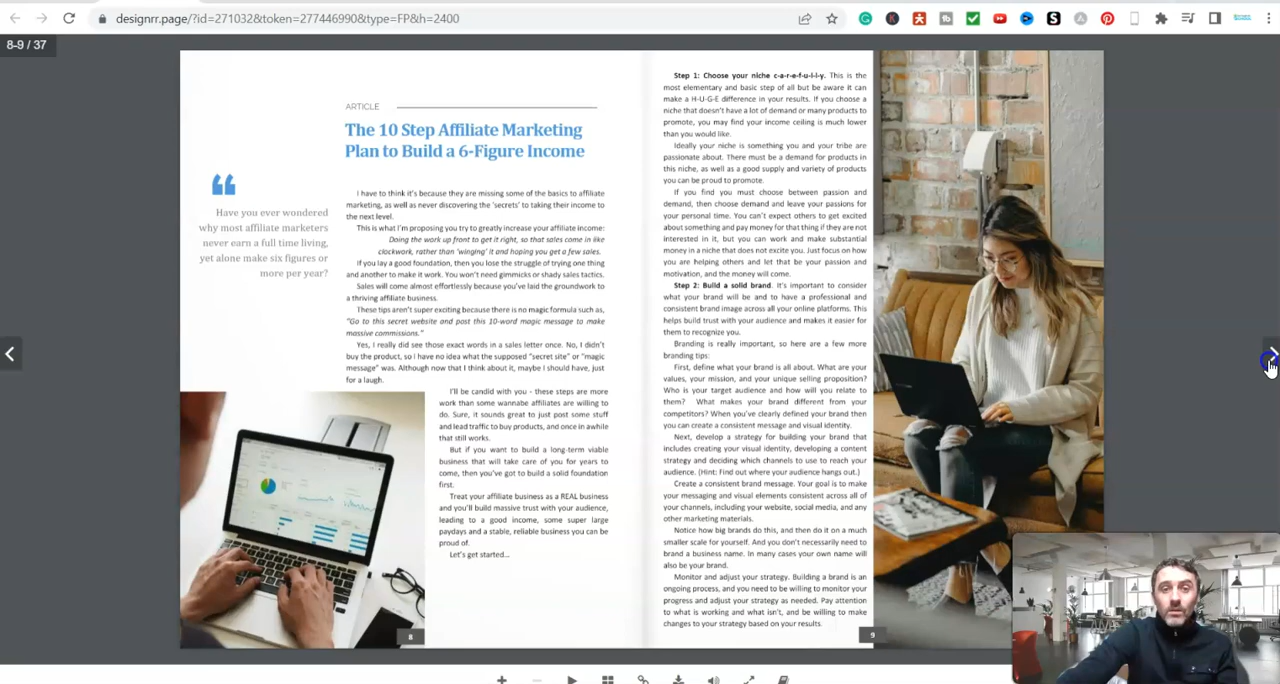 designrr.page/?id=271032&token=277446990&type=FP&h=2400
8-9 / 37
ARTICLE
The 10 Step Affiliate Marketing
Plan to Build a 6-Figure Income
Have you ever wondered
why most affiliate marketers
never earn a full time living,
yet alone make six figures or
more per year?
I have to think it's because they are missing some of the basics to affiliate
marketing, as well as never discovering the 'secrets' to taking their income to
the next level.
This is what I'm proposing you try to greatly increase your affiliate income:
Doing the work up front to get it right, so that sales come in like
clockwork, rather than 'winging' it and hoping you get a few sales.
If you lay a good foundation, then you lose the struggle of trying one thing
and another to make it work. You won't need gimmicks or shady sales tactics.
Sales will come almost effortlessly because you've laid the groundwork to
a thriving affiliate business.
These tips aren't super exciting because there is no magic formula such as,
"Go to this secret website and past this 10-word magic message to make
massive commissions."
Yes, I really did see those exact words in a sales letter once. No, I didn't
buy the product, so I have no idea what the supposed "secret site" or "magic
message" was. Although now that I think about it, maybe I should have, just
for a laugh.
I'll be candid with you - these steps are more
work than some wannabe affiliates are willing to
do. Sure, it sounds great to just post some stuff
and lead traffic to buy products, and once in awhile
that still works.
But if you want to build a long-term viable
business that will take care of you for years to
come, then you've got to build a solid foundation
first.
Treat your affiliate business as a REAL business
and you'll build massive trust with your audience,
leading to a good income, some super large
paydays and a stable, reliable business you can be
proud of.
Let's get started...
8
Step 1: Choose your niche c-a-r-e-f-u-l-l-y. This is the
most elementary and basic step of all but be aware it can
make a H-U-G-E difference in your results. If you choose a
niche that doesn't have a lot of demand or many products to
promote, you may find your income ceiling is much lower
than you would like.
Ideally your niche is something you and your tribe are
passionate about. There must be a demand for products in
this niche, as well as a good supply and variety of products
you can be proud to promote.
If you find you must choose between passion and
demand, then choose demand and leave your passions for
your personal time. You can't expect others to get excited
about something and pay money for that thing if they are not
interested in it, but you can work and make substantial
money in a niche that does not excite you. Just focus on how
you are helping others and let that be your passion and
motivation, and the money will come.
Step 2: Build a solid brand. It's important to consider
what your brand will be and to have a professional and
consistent brand image across all your online platforms. This
helps build trust with your audience and makes it easier for
them to recognize you.
Branding is really important, so here are a few more
branding tips:
First, define what your brand is all about. What are your
values, your mission, and your unique selling proposition?
Who is your target audience and how will you relate to
them? What makes your brand different from your
competitors? When you've clearly defined your brand then
you can create a consistent message and visual identity.
Next, develop a strategy for building your brand that
includes creating your visual identity, developing a content
strategy and deciding which channels to use to reach your
audience. (Hint: Find out where your audience hangs out.)
Create a consistent brand message. Your goal is to make
your messaging and visual elements consistent across all of
your channels, including your website, social media, and any
other marketing materials.
Notice how big brands do this, and then do it on a much
smaller scale for yourself. And you don't necessarily need to
brand a business name. In many cases your own name will
also be your brand.
Monitor and adjust your strategy. Building a brand is an
ongoing process, and you need to be willing to monitor your
progress and adjust your strategy as needed. Pay attention
to what is working and what isn't, and be willing to make
changes to your strategy based on your results.
9